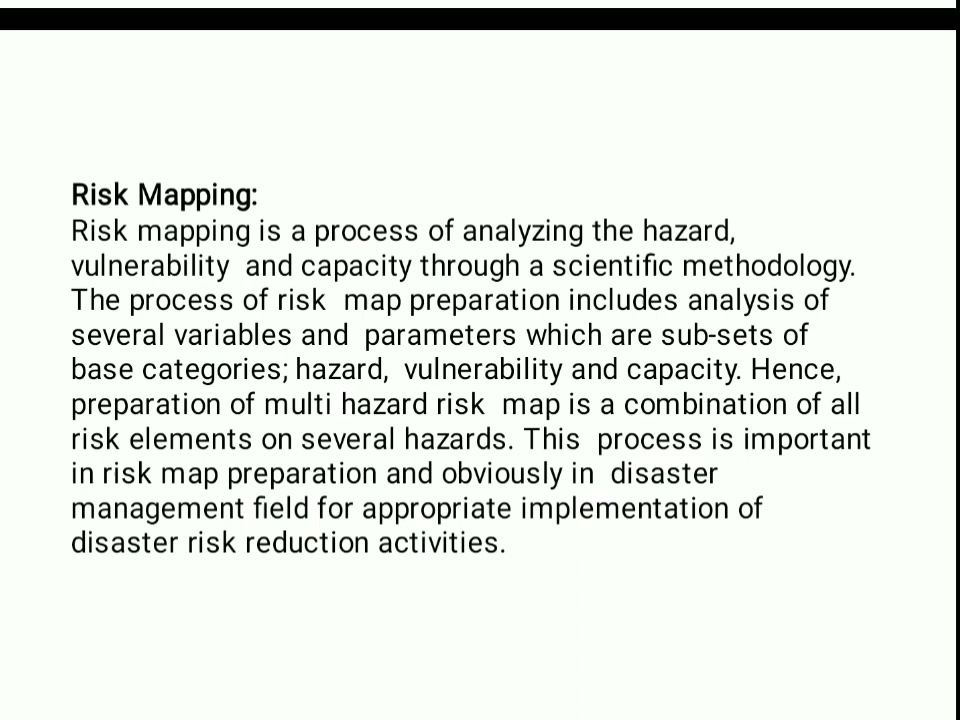 Risk Mapping:
Risk mapping is a process of analyzing the hazard,
vulnerability  and capacity through a scientific methodology.
The process of risk  map preparation includes analysis of
several variables and  parameters which are sub-sets of
base categories; hazard,  vulnerability and capacity. Hence,
preparation of multi hazard risk  map is a combination of all
risk elements on several hazards. This  process is important
in risk map preparation and obviously in  disaster
management field for appropriate implementation of
disaster risk reduction activities.